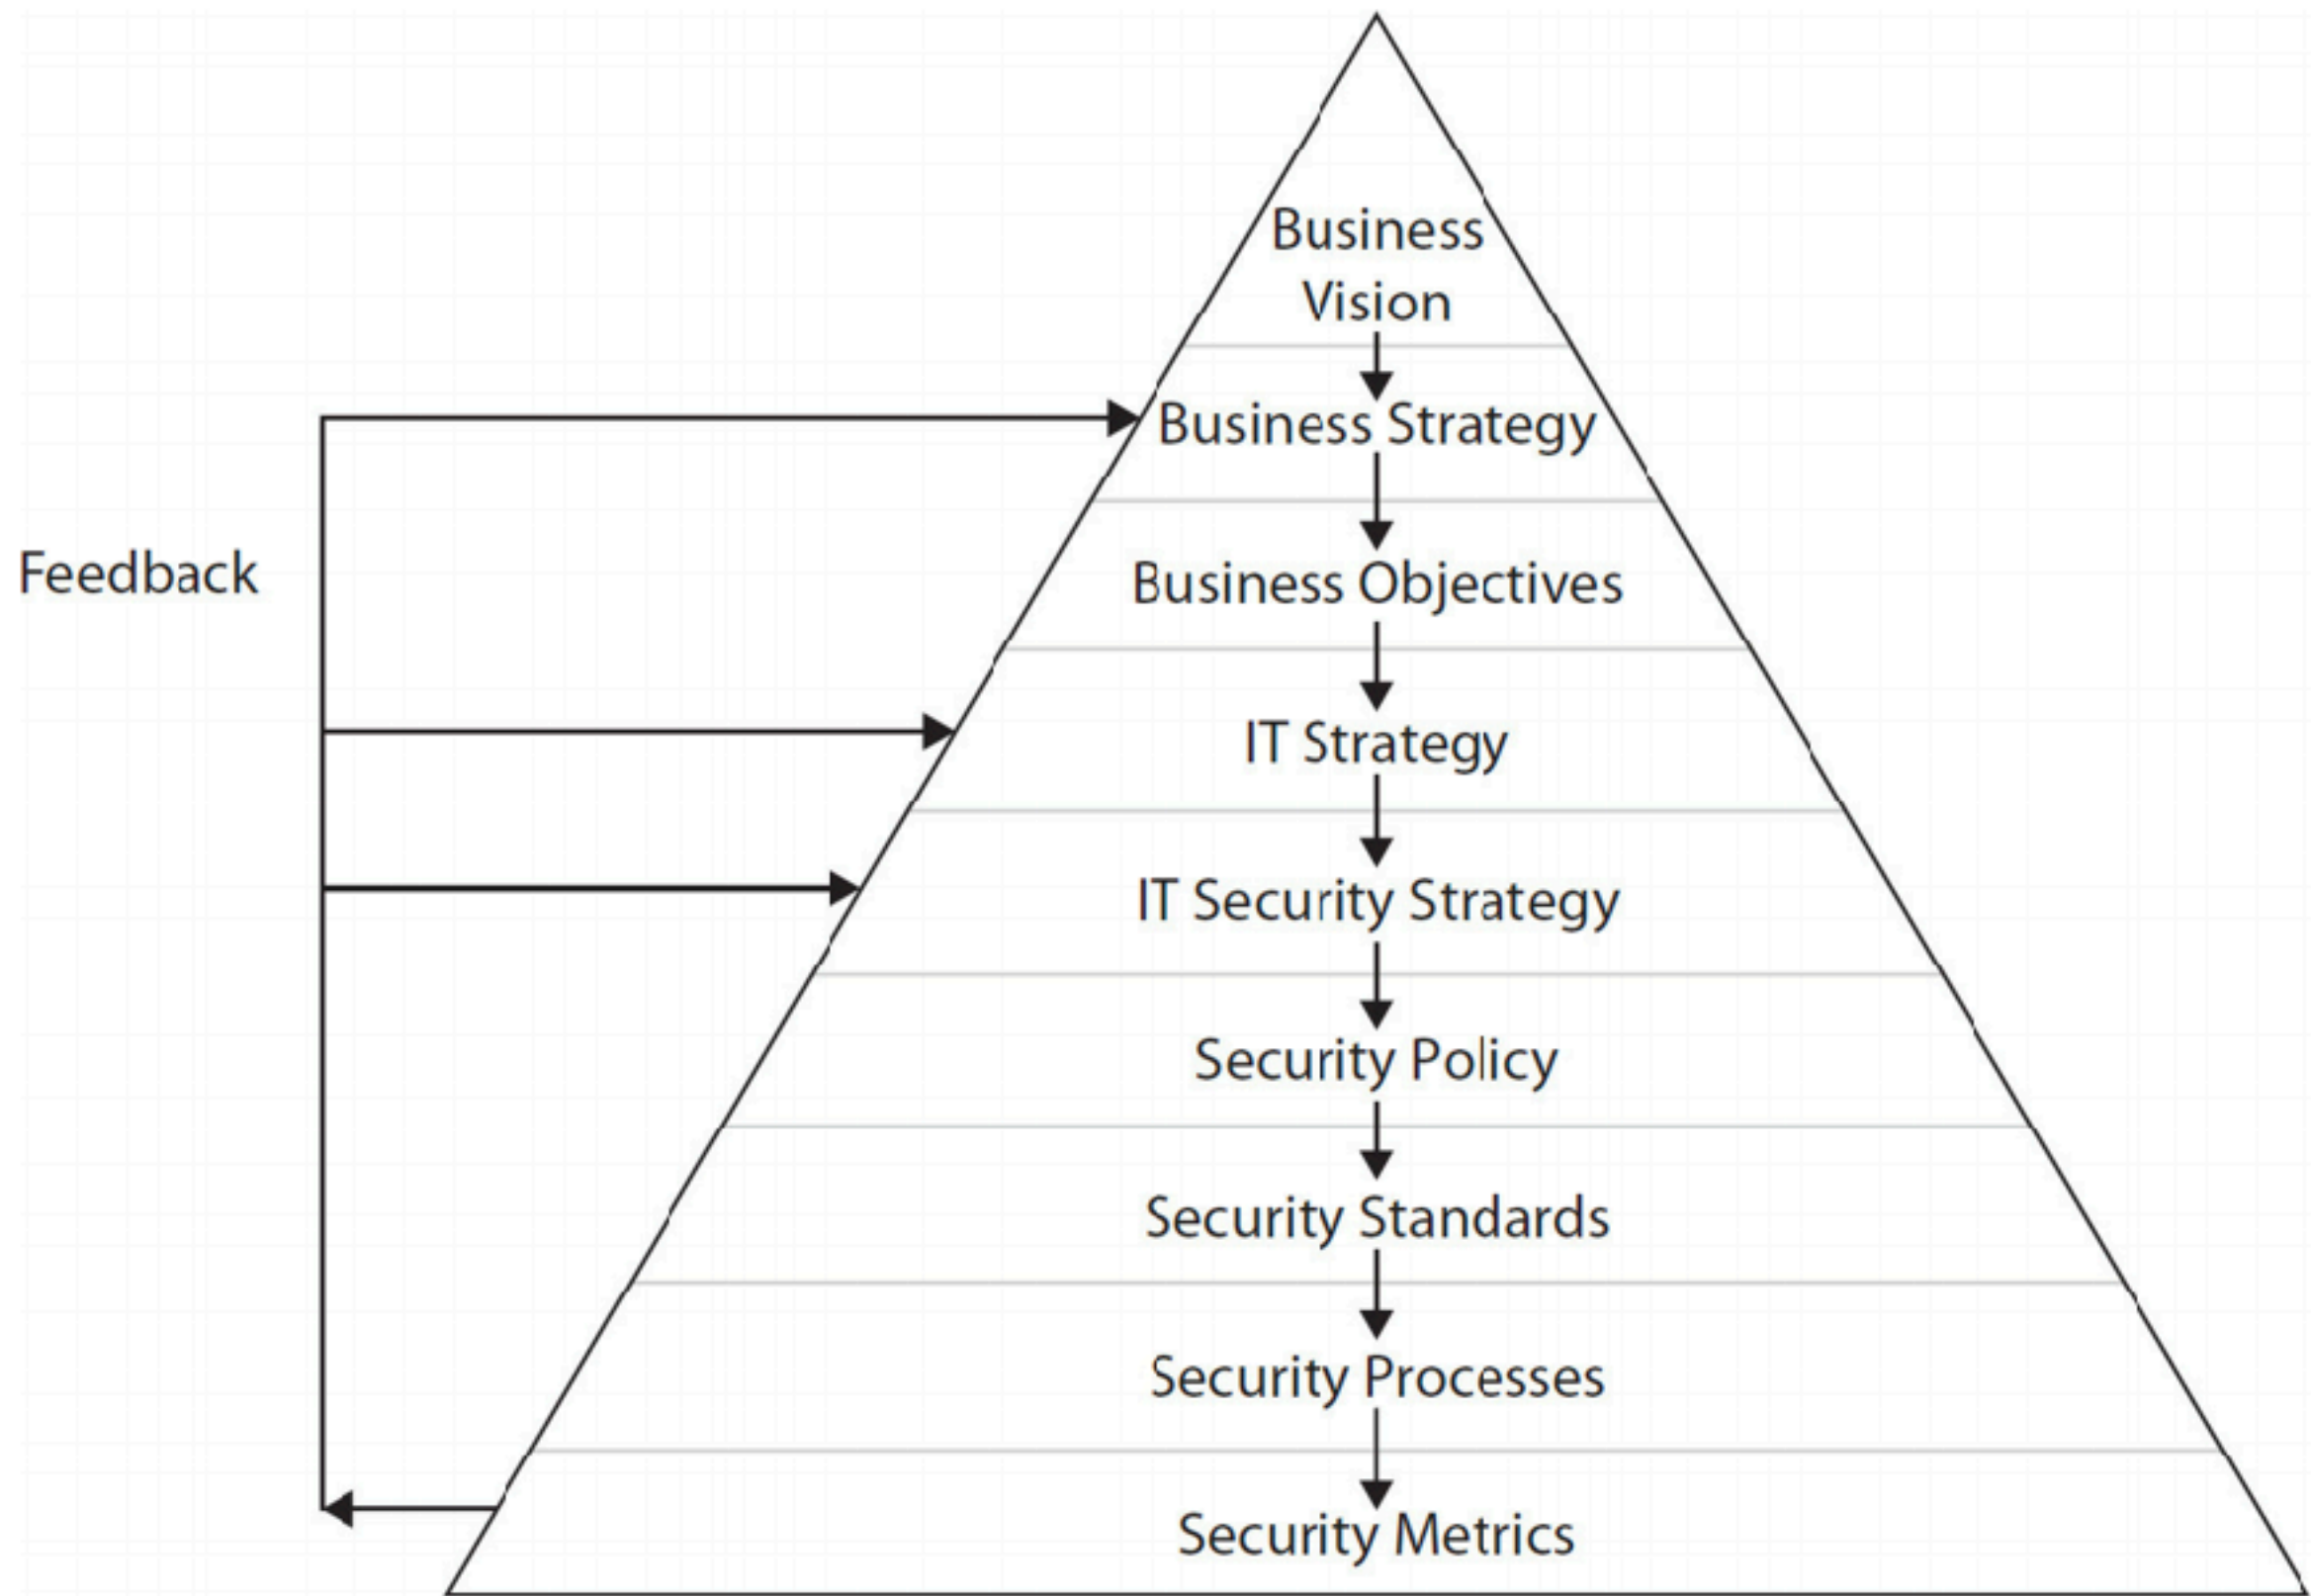 Business
Vision
Business Strategy
Feedback
Business Objectives
IT Strategy
IT Security Strategy
Security Policy
Security Standards
Security Processes
Security Metrics